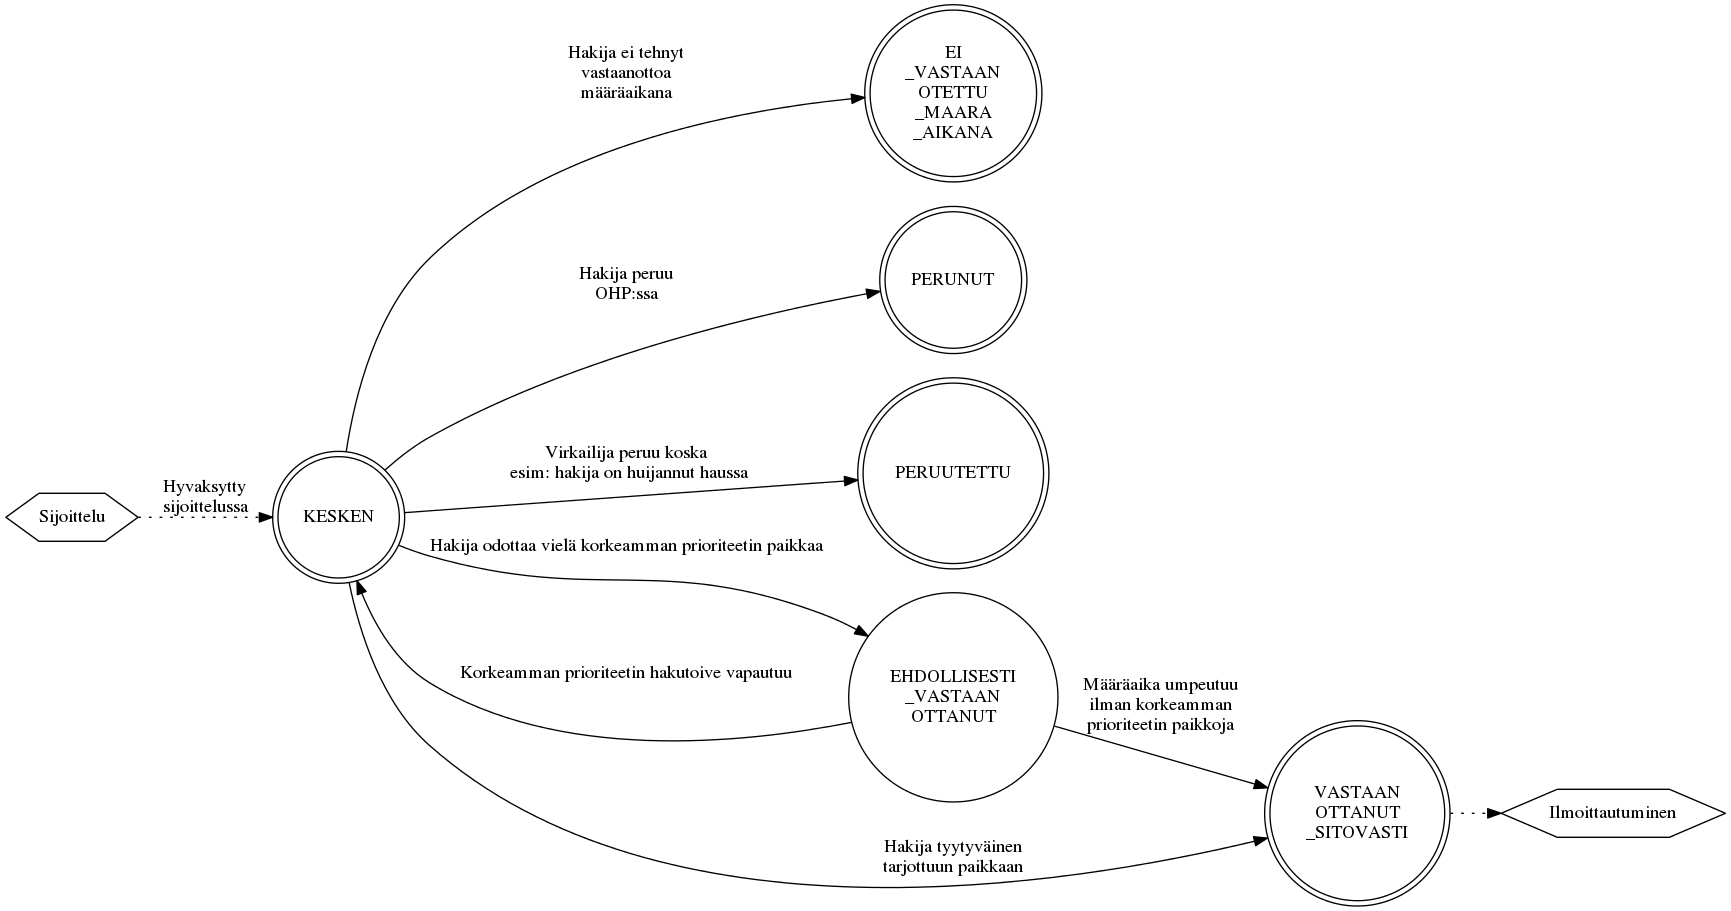 Hakija ei tehnyt
vastaanottoa
määräaikana
EI
_VASTAAN
OTETTU
_MAARA
_AIKANA
Hakija peruu
OHP:ssa
PERUNUT
Virkailija peruu koska
esim: hakija on huijannut haussa
PERUUTETTU
Sijoittelu
Hyvaksytty
sijoittelussa
KESKEN
Hakija odottaa vielä korkeamman prioriteetin paikkaa
Korkeamman prioriteetin hakutoive vapautuu
EHDOLLISESTI
_VASTAAN
OTTANUT
Määräaika umpeutuu
ilman korkeamman
prioriteetin paikkoja
Hakija tyytyväinen
tarjottuun paikkaan
VASTAAN
OTTANUT
_SITOVASTI
Ilmoittautuminen